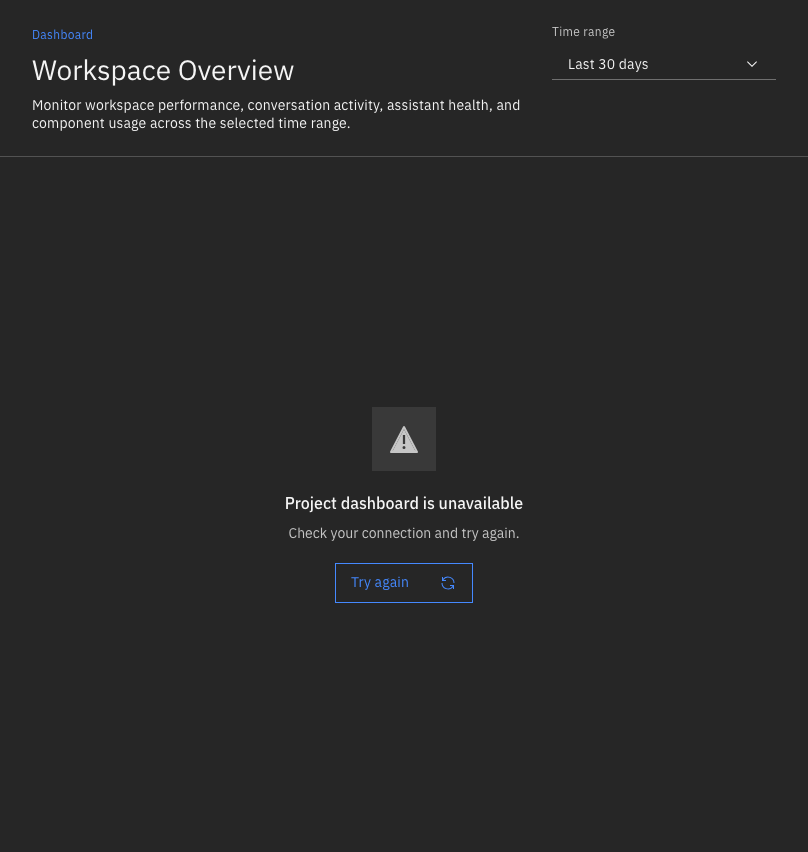 Dashboard
Workspace Overview
Monitor workspace performance, conversation activity, assistant health, and
component usage across the selected time range.
Time range
Last 30 days
Project dashboard is unavailable
Check your connection and try again.
Try again